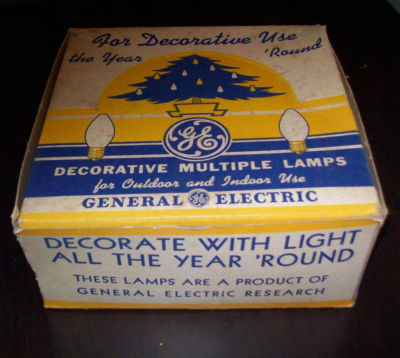 For Decorative Use
the Year 'Round
GE
DECORATIVE MULTIPLE LAMPS
for Outdoor and Indoor Use
GENERAL GE ELECTRIC
DECORATE WITH LIGHT
ALL THE YEAR 'ROUND
THESE LAMPS ARE A PRODUCT OF
GENERAL ELECTRIC RESEARCH